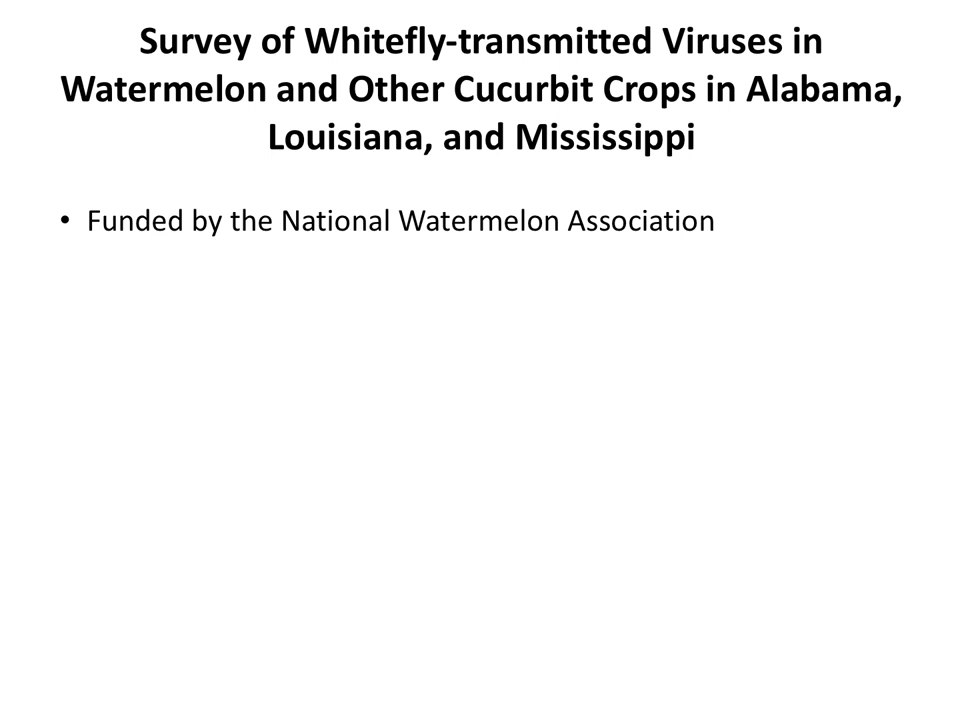 Survey of Whitefly-transmitted Viruses in
Watermelon and Other Cucurbit Crops in Alabama,
Louisiana, and Mississippi
• Funded by the National Watermelon Association